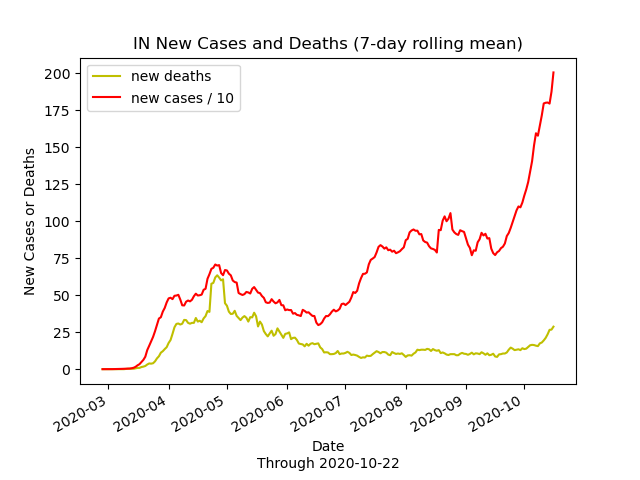 IN New Cases and Deaths (7-day rolling mean)
new deaths
new cases / 10
New Cases or Deaths
200
175
150
125
100
75
50
25
0
2020-03
2020-04
2020-05
2020-06
2020-07
2020-08
2020-09
2020-10
Date
Through 2020-10-22